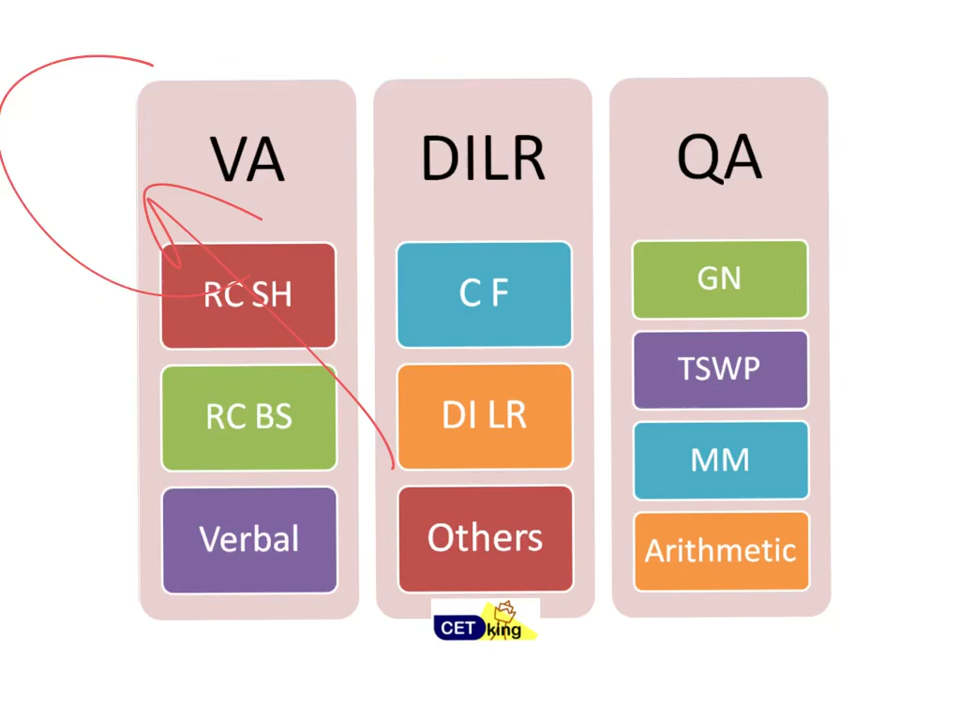 VA
RC SH
RC BS
Verbal
DILR
C F
DI LR
Others
QA
GN
TSWP
MM
Arithmetic
CET king